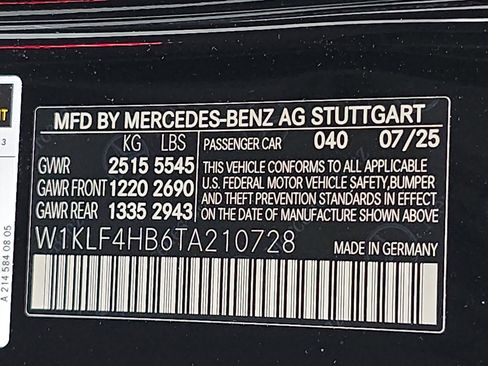 MFD BY MERCEDES-BENZ AG STUTTGART
KG LBS
PASSENGER CAR 040 07/25
GVWR 2515 5545
GAWR FRONT 1220 2690
GAWR REAR 1335 2943
THIS VEHICLE CONFORMS TO ALL APPLICABLE
U.S. FEDERAL MOTOR VEHICLE SAFETY,BUMPER
AND THEFT PREVENTION STANDARDS IN EFFECT
ON THE DATE OF MANUFACTURE SHOWN ABOVE
W1KLF4HB6TA210728
MADE IN GERMANY
A 214 584 08 05